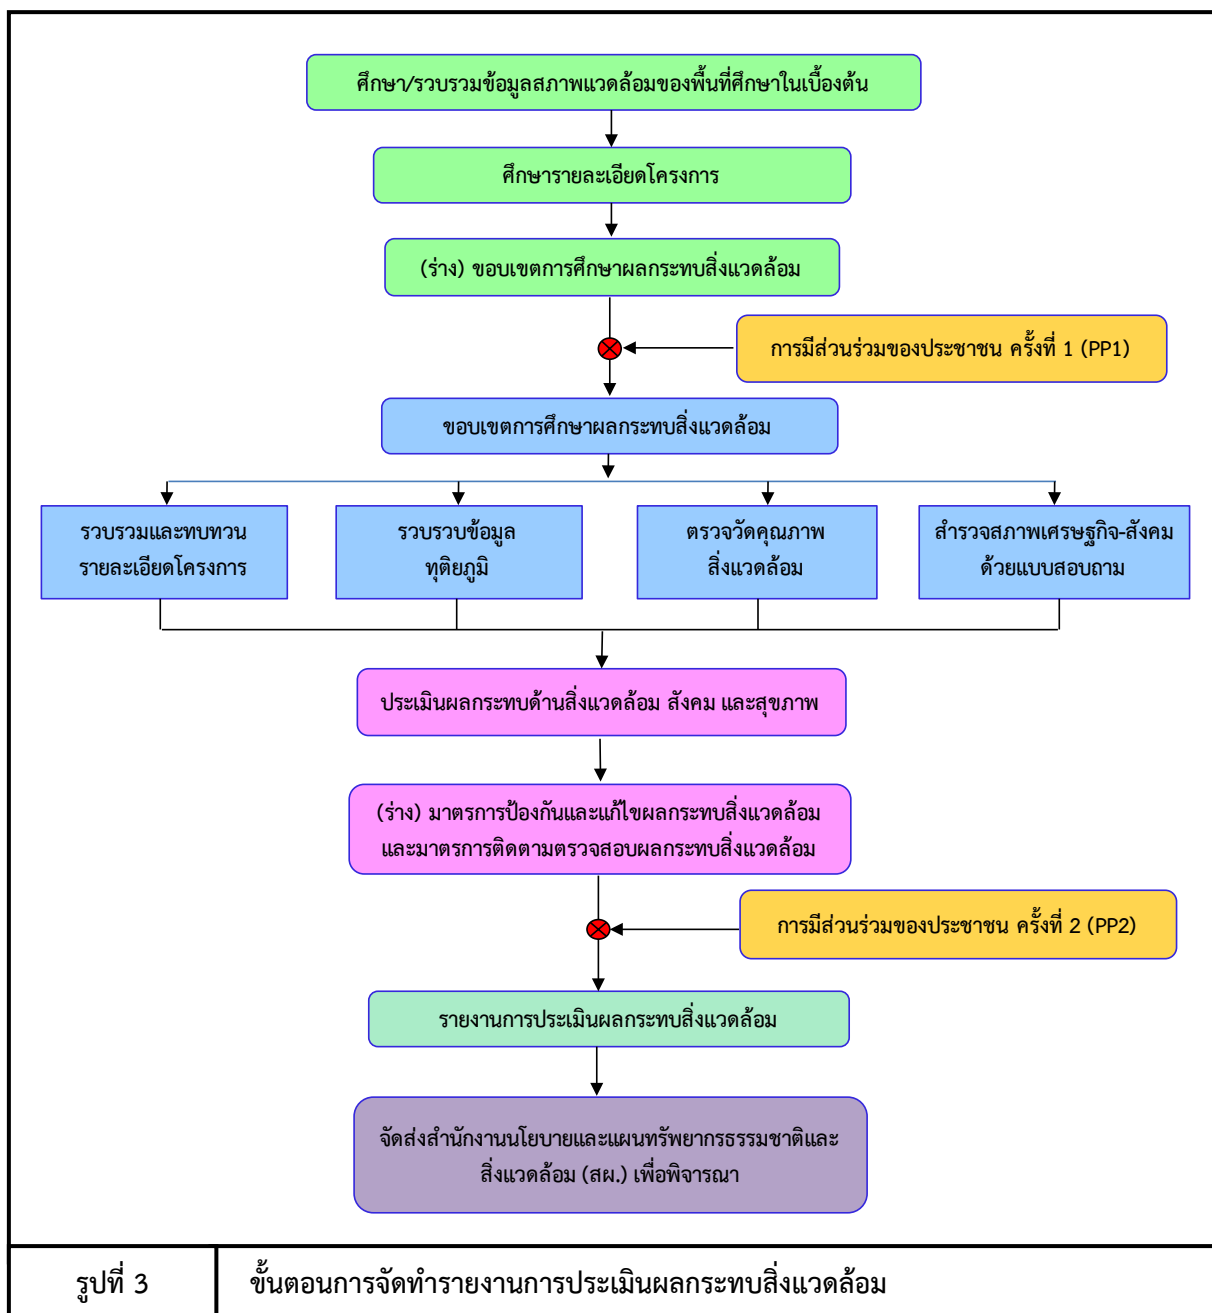 ศึกษา/รวบรวมข้อมูลสภาพแวดล้อมของพื้นที่ศึกษาในเบื้องต้น
ศึกษารายละเอียดโครงการ
(ร่าง) ขอบเขตการศึกษาผลกระทบสิ่งแวดล้อม
การมีส่วนร่วมของประชาชน ครั้งที่ 1 (PP1)
ขอบเขตการศึกษาผลกระทบสิ่งแวดล้อม
รวบรวมและทบทวน
รายละเอียดโครงการ
รวบรวบข้อมูล
ทุติยภูมิ
ตรวจวัดคุณภาพ
สิ่งแวดล้อม
สำรวจสภาพเศรษฐกิจ-สังคม
ด้วยแบบสอบถาม
ประเมินผลกระทบด้านสิ่งแวดล้อม สังคม และสุขภาพ
(ร่าง) มาตรการป้องกันและแก้ไขผลกระทบสิ่งแวดล้อม
และมาตรการติดตามตรวจสอบผลกระทบสิ่งแวดล้อม
การมีส่วนร่วมของประชาชน ครั้งที่ 2 (PP2)
รายงานการประเมินผลกระทบสิ่งแวดล้อม
จัดส่งสำนักงานนโยบายและแผนทรัพยากรธรรมชาติและ
สิ่งแวดล้อม (สผ.) เพื่อพิจารณา
รูปที่ 3
ขั้นตอนการจัดทำรายงานการประเมินผลกระทบสิ่งแวดล้อม